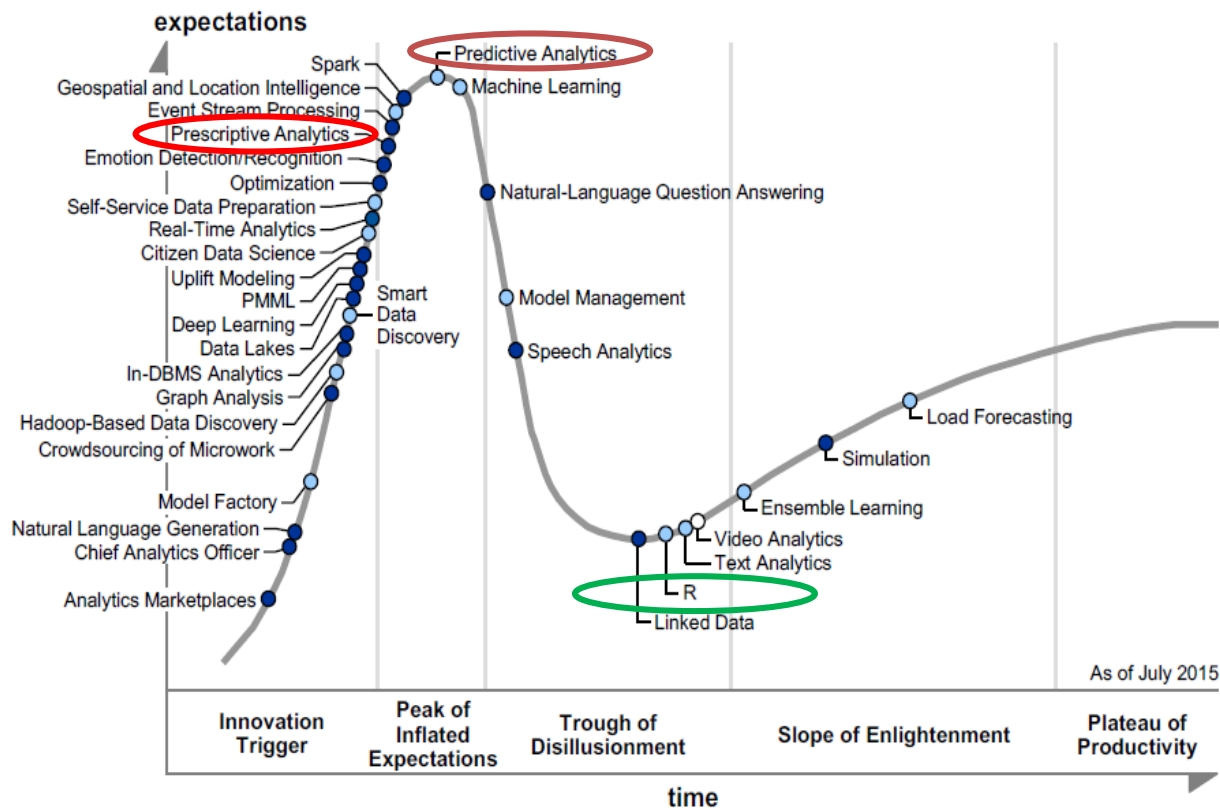 expectations
Predictive Analytics
Spark
Machine Learning
Geospatial and Location Intelligence
Event Stream Processing
Prescriptive Analytics
Emotion Detection/Recognition
Optimization
Natural-Language Question Answering
Self-Service Data Preparation
Real-Time Analytics
Citizen Data Science
Uplift Modeling
PMML
Smart
Data
Discovery
Model Management
Deep Learning
Data Lakes
Speech Analytics
In-DBMS Analytics
Graph Analysis
Hadoop-Based Data Discovery
Crowdsourcing of Microwork
Load Forecasting
Simulation
Model Factory
Ensemble Learning
Natural Language Generation
Video Analytics
Chief Analytics Officer
Text Analytics
R
Analytics Marketplaces
Linked Data
As of July 2015
Innovation
Trigger
Peak of
Inflated
Expectations
Trough of
Disillusionment
Slope of Enlightenment
Plateau of
Productivity
time